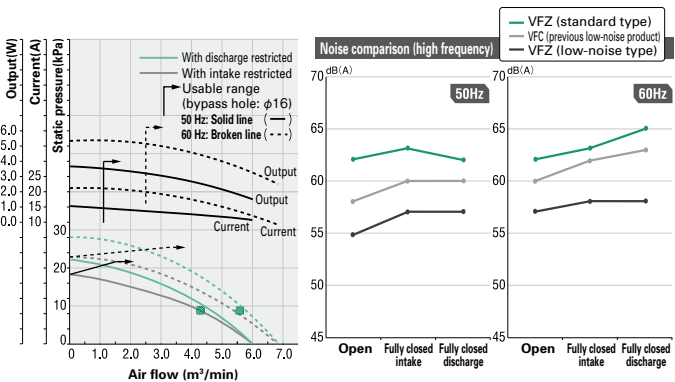 Output(W)
Current(A)
Static pressure(kPa)
With discharge restricted
With intake restricted
Usable range
(bypass hole: φ16)
50 Hz: Solid line (—)
60 Hz: Broken line (---)
6.0
5.0
4.0
3.0
2.0
1.0
0.0
25
20
15
10
30
20
10
0
Output
Output
Current
Current
0 1.0 2.0 3.0 4.0 5.0 6.0 7.0
Air flow (m³/min)
Noise comparison (high frequency)
VFZ (standard type)
VFC (previous low-noise product)
VFZ (low-noise type)
dB(A)
50Hz
70
65
60
55
50
45
Open
Fully closed
intake
Fully closed
discharge
dB(A)
60Hz
70
65
60
55
50
45
Open
Fully closed
intake
Fully closed
discharge